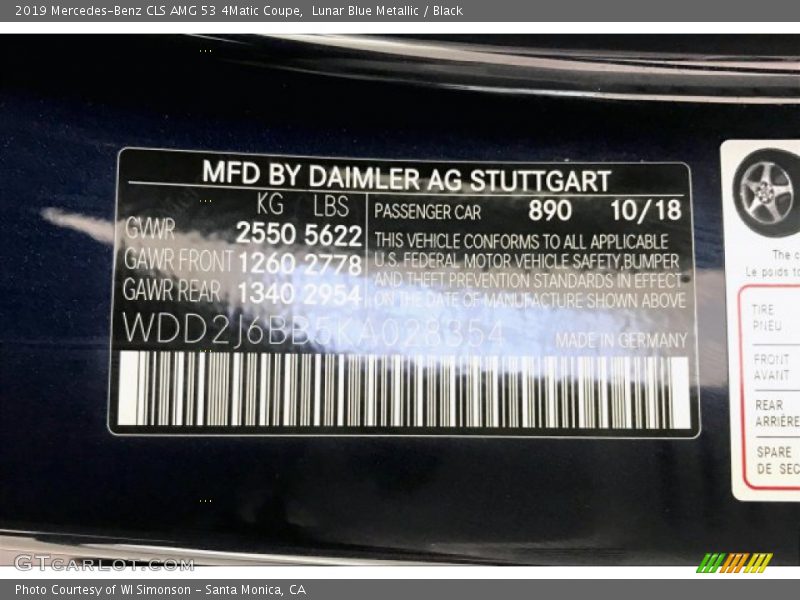 2019 Mercedes-Benz CLS AMG 53 4Matic Coupe, Lunar Blue Metallic / Black
MFD BY DAIMLER AG STUTTGART
KG LBS
GVWR 2550 5622
GAWR FRONT 1260 2778
GAWR REAR 1340 2954
PASSENGER CAR 890 10/18
THIS VEHICLE CONFORMS TO ALL APPLICABLE
U.S. FEDERAL MOTOR VEHICLE SAFETY, BUMPER
AND THEFT PREVENTION STANDARDS IN EFFECT
ON THE DATE OF MANUFACTURE SHOWN ABOVE
WDD2J6BB5KA028354
MADE IN GERMANY
The c
Le poids to
TIRE
PNEU
FRONT
AVANT
REAR
ARRIÈRE
SPARE
DE SEC
GTCARLOT.COM
Photo Courtesy of WI Simonson - Santa Monica, CA